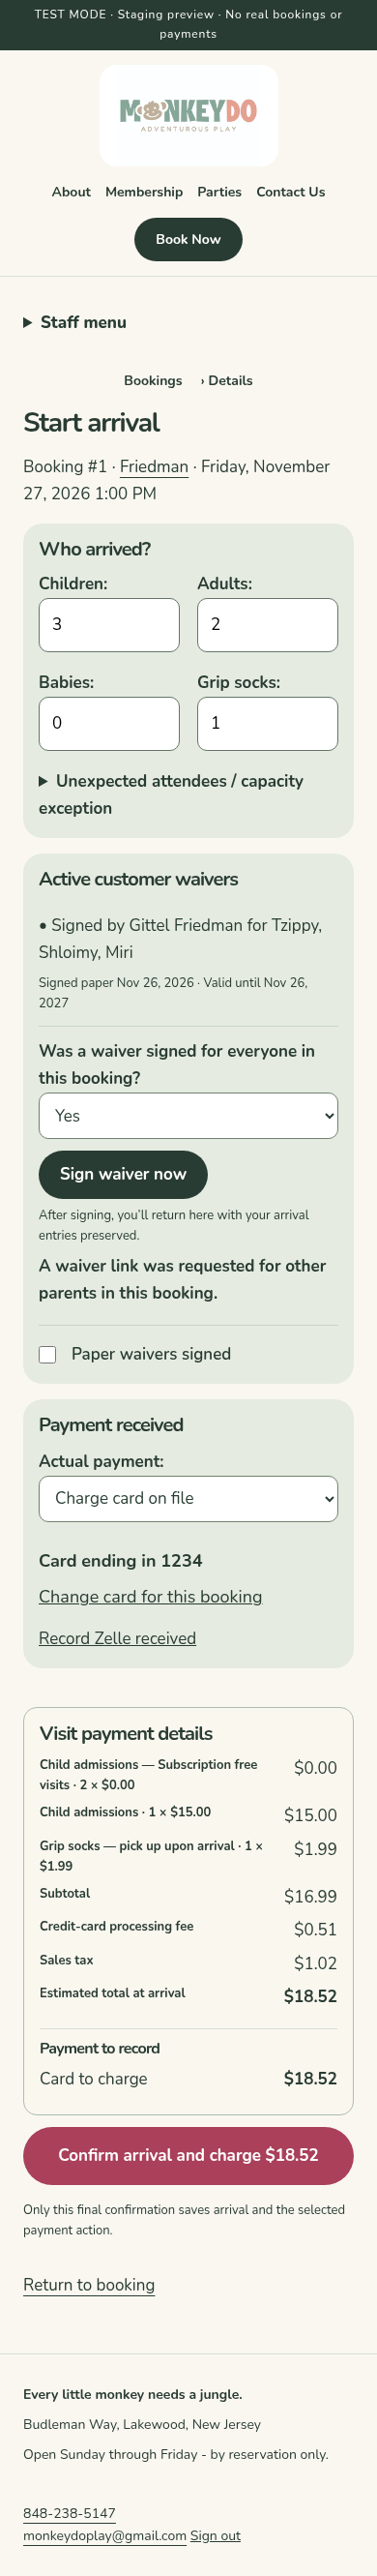 TEST MODE · Staging preview · No real bookings or
payments
MONKEYDO
ADVENTUROUS PLAY
About Membership Parties Contact Us
Book Now
Staff menu
Bookings › Details
Start arrival
Booking #1 · Friedman · Friday, November
27, 2026 1:00 PM
Who arrived?
Children: Adults:
3 2
Babies: Grip socks:
0 1
Unexpected attendees / capacity
exception
Active customer waivers
• Signed by Gittel Friedman for Tzippy,
Shloimy, Miri
Signed paper Nov 26, 2026 · Valid until Nov 26,
2027
Was a waiver signed for everyone in
this booking?
Yes
Sign waiver now
After signing, you’ll return here with your arrival
entries preserved.
A waiver link was requested for other
parents in this booking.
Paper waivers signed
Payment received
Actual payment:
Charge card on file
Card ending in 1234
Change card for this booking
Record Zelle received
Visit payment details
Child admissions — Subscription free
visits · 2 × $0.00 $0.00
Child admissions · 1 × $15.00 $15.00
Grip socks — pick up upon arrival · 1 ×
$1.99 $1.99
Subtotal $16.99
Credit-card processing fee $0.51
Sales tax $1.02
Estimated total at arrival $18.52
Payment to record
Card to charge $18.52
Confirm arrival and charge $18.52
Only this final confirmation saves arrival and the selected
payment action.
Return to booking
Every little monkey needs a jungle.
Budleman Way, Lakewood, New Jersey
Open Sunday through Friday - by reservation only.
848-238-5147
monkeydoplay@gmail.com Sign out